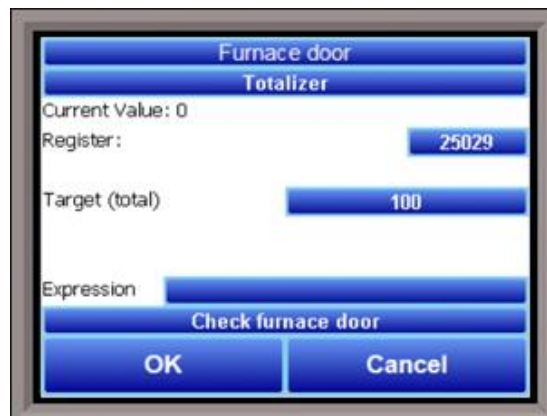 Furnace door
Totalizer
Current Value: 0
Register: 25029
Target (total) 100
Expression
Check furnace door
OK Cancel